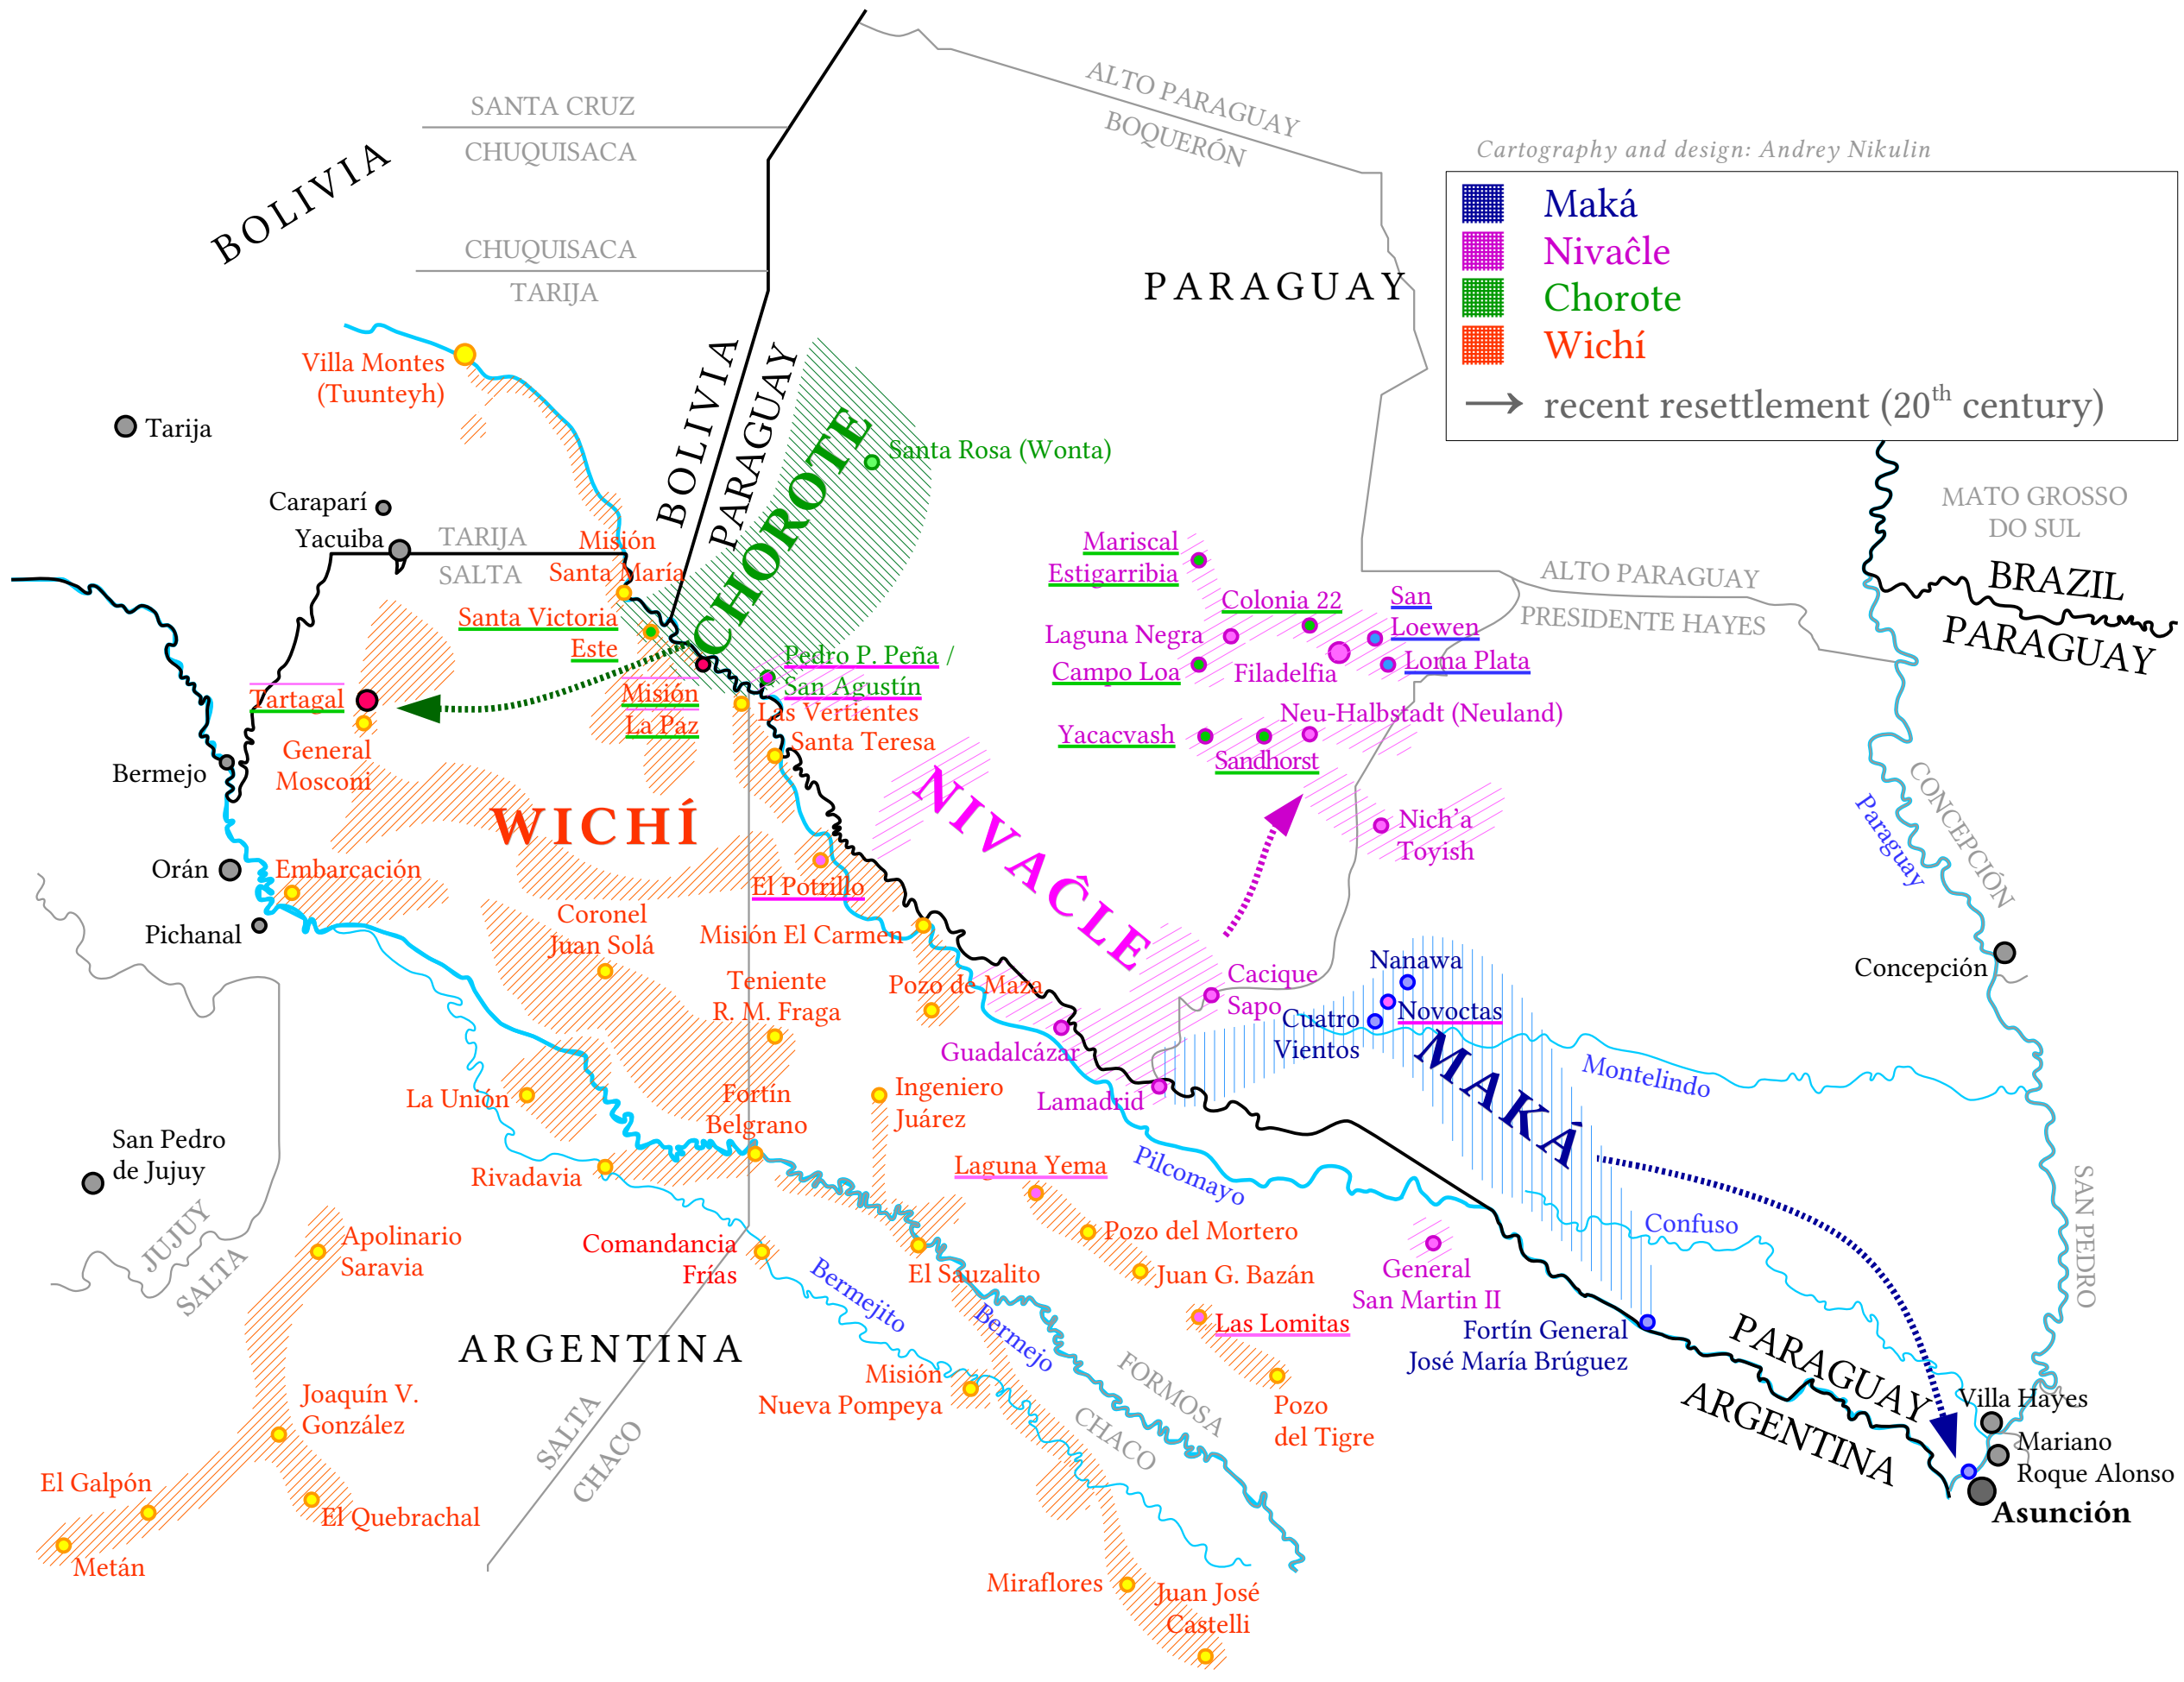 ALTO PARAGUAY
BOQUERÓN
SANTA CRUZ
CHUQUISACA
BOLIVIA
CHUQUISACA
TARIJA
PARAGUAY
Cartography and design: Andrey Nikulin
Maká
Nivaĉle
Chorote
Wichí
recent resettlement (20th century)
Villa Montes
(Tuunteyh)
BOLIVIA
PARAGUAY
CHOROTE
Santa Rosa (Wonta)
Tarija
Caraparí
Yacuiba
TARIJA
SALTA
Misión
Santa María
Santa Victoria
Este
Mariscal
Estigarribia
Colonia 22
San
Loewen
Laguna Negra
Campo Loa
Filadelfia
Loma Plata
ALTO PARAGUAY
PRESIDENTE HAYES
MATO GROSSO
DO SUL
BRAZIL
PARAGUAY
Pedro P. Peña /
San Agustín
Tartagal
Misión
La Paz
Las Vertientes
Santa Teresa
General
Mosconi
Bermejo
Yacacvash
Neu-Halbstadt (Neuland)
Sandhorst
WICHÍ
NIVAĈLE
Nich’a
Toyish
Paraguay
CONCEPCIÓN
Orán
Embarcación
Pichanal
El Potrillo
Coronel
Juan Solá
Misión El Carmen
Teniente
R. M. Fraga
Pozo de Maza
Cacique
Sapo
Nanawa
Novoctas
Cuatro
Vientos
Concepción
Guadalcázar
MAKÁ
Montelindo
La Unión
Fortín
Belgrano
Ingeniero
Juárez
Lamadrid
San Pedro
de Jujuy
Rivadavia
Laguna Yema
Pilcomayo
SAN PEDRO
JUJUY
SALTA
Apolinario
Saravia
Comandancia
Frías
Pozo del Mortero
Confuso
El Sauzalito
Juan G. Bazán
General
San Martin II
Bermejito
Bermejo
Las Lomitas
Fortín General
José María Brúguez
ARGENTINA
PARAGUAY
ARGENTINA
FORMOSA
CHACO
SALTA
CHACO
Misión
Nueva Pompeya
Pozo
del Tigre
Joaquín V.
González
Villa Hayes
Mariano
Roque Alonso
Asunción
El Galpón
El Quebrachal
Metán
Miraflores
Juan José
Castelli